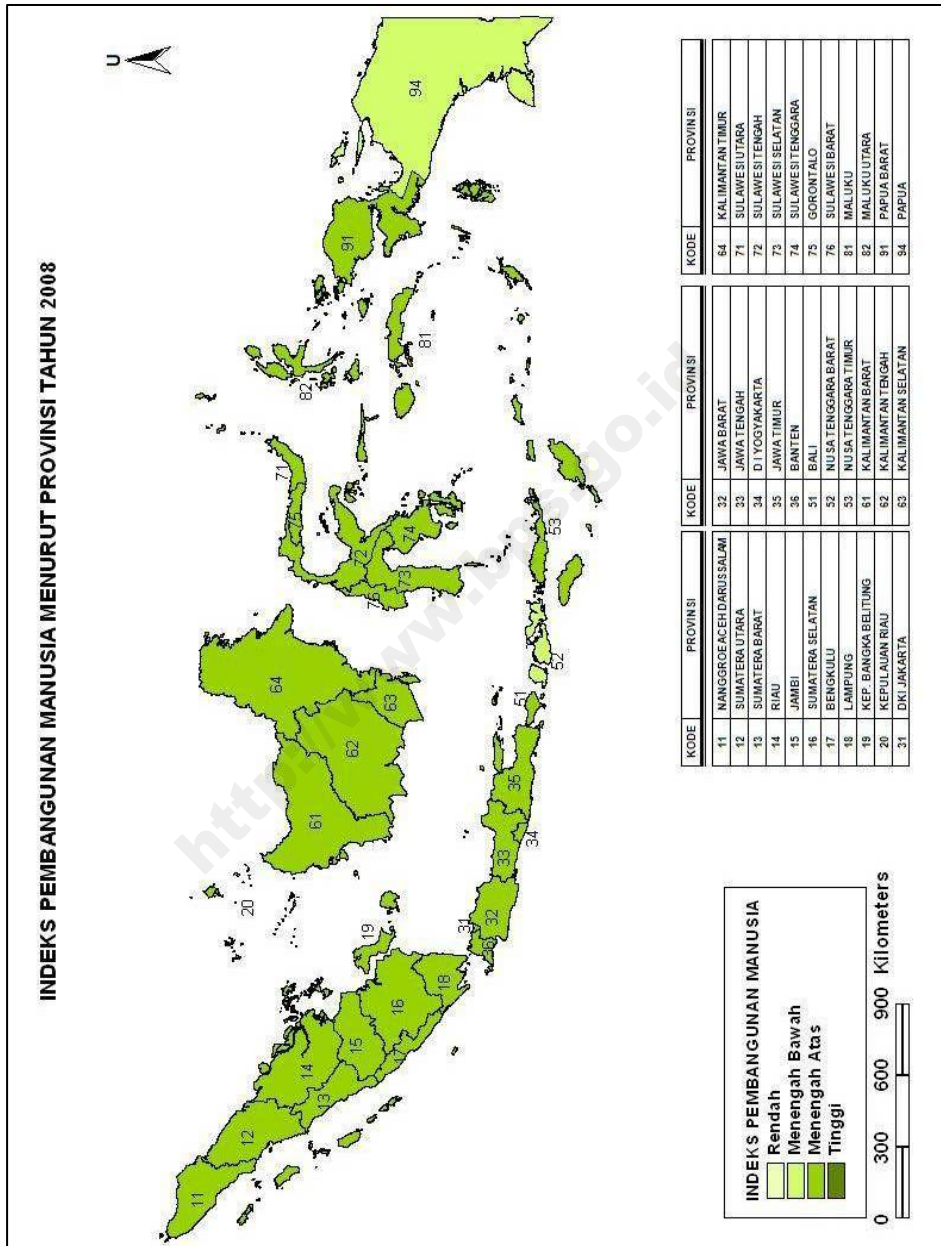 INDEKS PEMBANGUNAN MANUSIA MENURUT PROVINSI TAHUN 2008
U
11
12
13
14
15
16
17
18
19
20
31
36
32
33
34
35
51
52
53
61
62
63
64
71
75
72
76
73
74
82
81
91
94
http://www.bps.go.id
INDEKS PEMBANGUNAN MANUSIA
Rendah
Menengah Bawah
Menengah Atas
Tinggi
0 300 600 900 Kilometers
KODE PROVINSI KODE PROVINSI KODE PROVINSI
11 NANGGROE ACEH DARUSSALAM 32 JAWA BARAT 64 KALIMANTAN TIMUR
12 SUMATERA UTARA 33 JAWA TENGAH 71 SULAWESI UTARA
13 SUMATERA BARAT 34 D I YOGYAKARTA 72 SULAWESI TENGAH
14 RIAU 35 JAWA TIMUR 73 SULAWESI SELATAN
15 JAMBI 36 BANTEN 74 SULAWESI TENGGARA
16 SUMATERA SELATAN 51 BALI 75 GORONTALO
17 BENGKULU 52 NUSA TENGGARA BARAT 76 SULAWESI BARAT
18 LAMPUNG 53 NUSA TENGGARA TIMUR 81 MALUKU
19 KEP. BANGKA BELITUNG 61 KALIMANTAN BARAT 82 MALUKU UTARA
20 KEPULAUAN RIAU 62 KALIMANTAN TENGAH 91 PAPUA BARAT
31 DKI JAKARTA 63 KALIMANTAN SELATAN 94 PAPUA